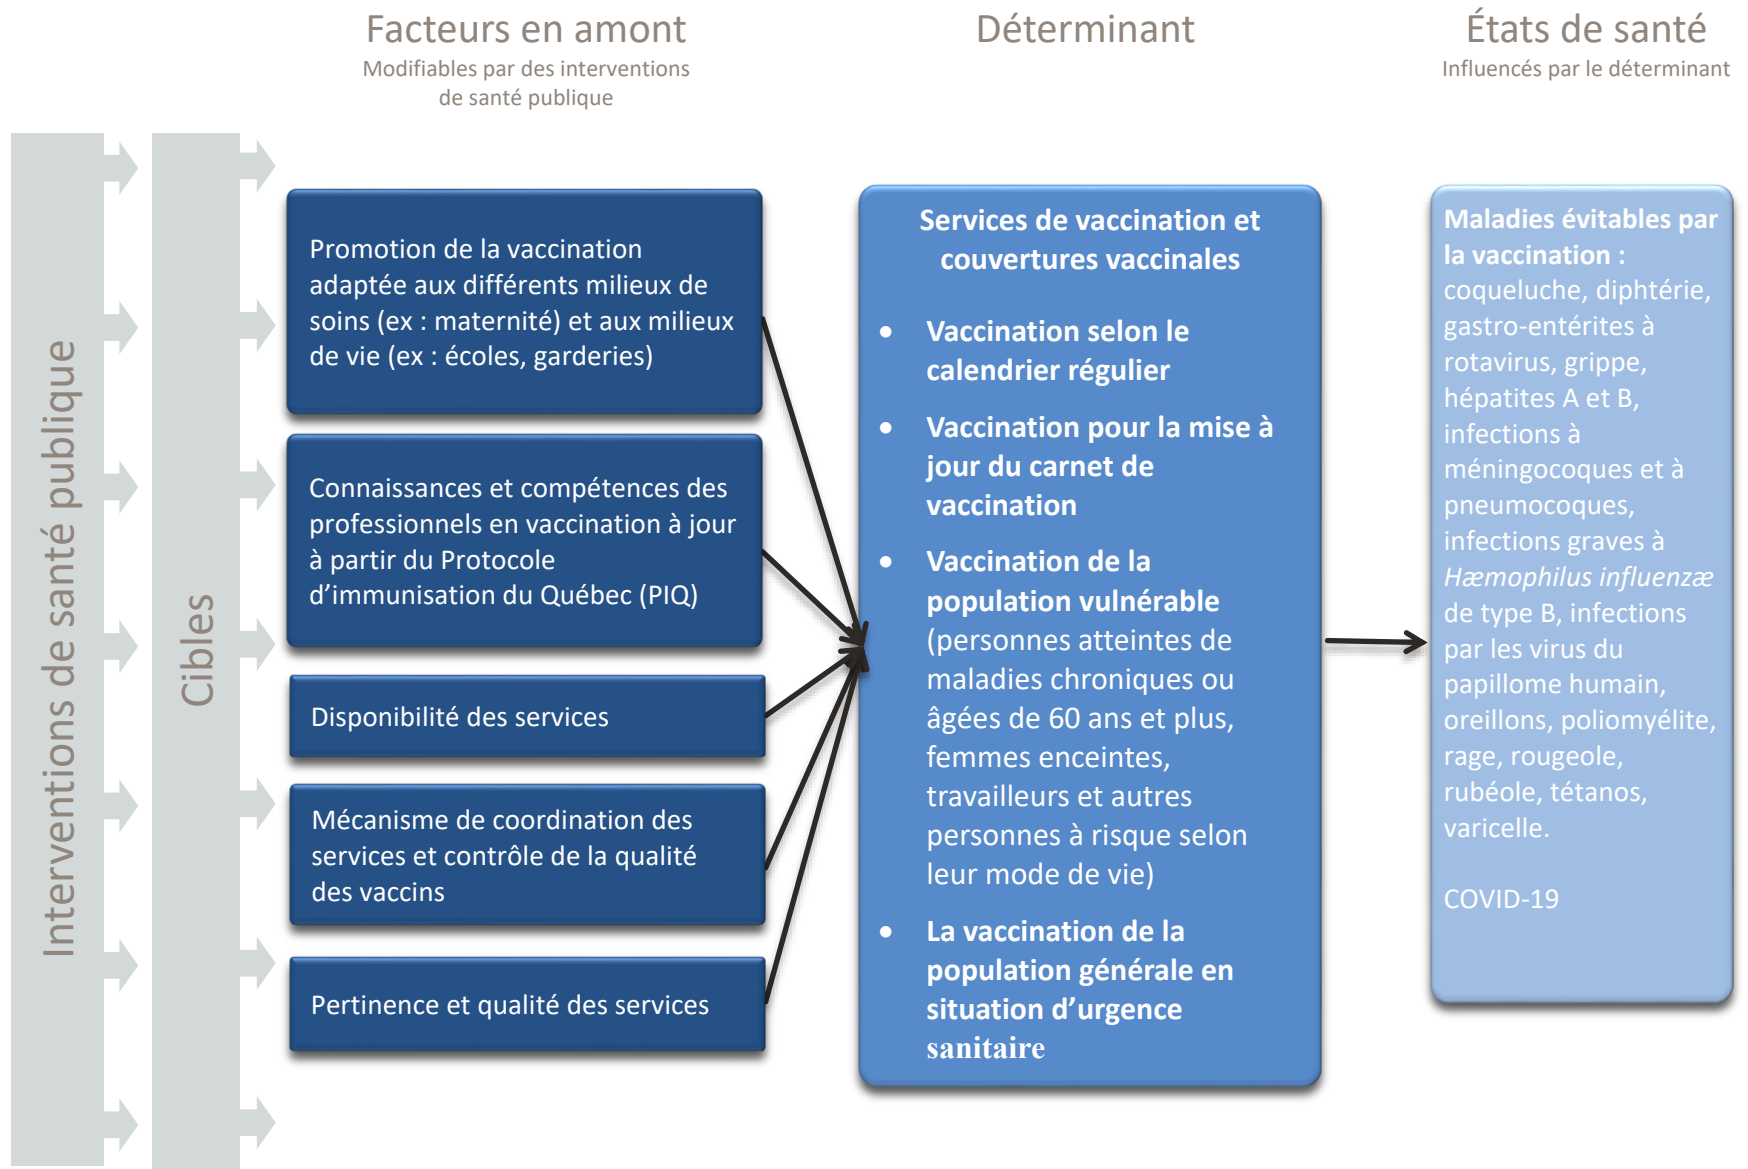 Facteurs en amont
Modifiables par des interventions
de santé publique
Déterminant
États de santé
Influencés par le déterminant
Interventions de santé publique
Cibles
Promotion de la vaccination
adaptée aux différents milieux de
soins (ex : maternité) et aux milieux
de vie (ex : écoles, garderies)
Connaissances et compétences des
professionnels en vaccination à jour
à partir du Protocole
d’immunisation du Québec (PIQ)
Disponibilité des services
Mécanisme de coordination des
services et contrôle de la qualité
des vaccins
Pertinence et qualité des services
Services de vaccination et
couvertures vaccinales
• Vaccination selon le
calendrier régulier
• Vaccination pour la mise à
jour du carnet de
vaccination
• Vaccination de la
population vulnérable
(personnes atteintes de
maladies chroniques ou
âgées de 60 ans et plus,
femmes enceintes,
travailleurs et autres
personnes à risque selon
leur mode de vie)
• La vaccination de la
population générale en
situation d’urgence
sanitaire
Maladies évitables par
la vaccination :
coqueluche, diphtérie,
gastro-entérites à
rotavirus, grippe,
hépatites A et B,
infections à
méningocoques et à
pneumocoques,
infections graves à
Hæmophilus influenzæ
de type B, infections
par les virus du
papillome humain,
oreillons, poliomyélite,
rage, rougeole,
rubéole, tétanos,
varicelle.
COVID-19